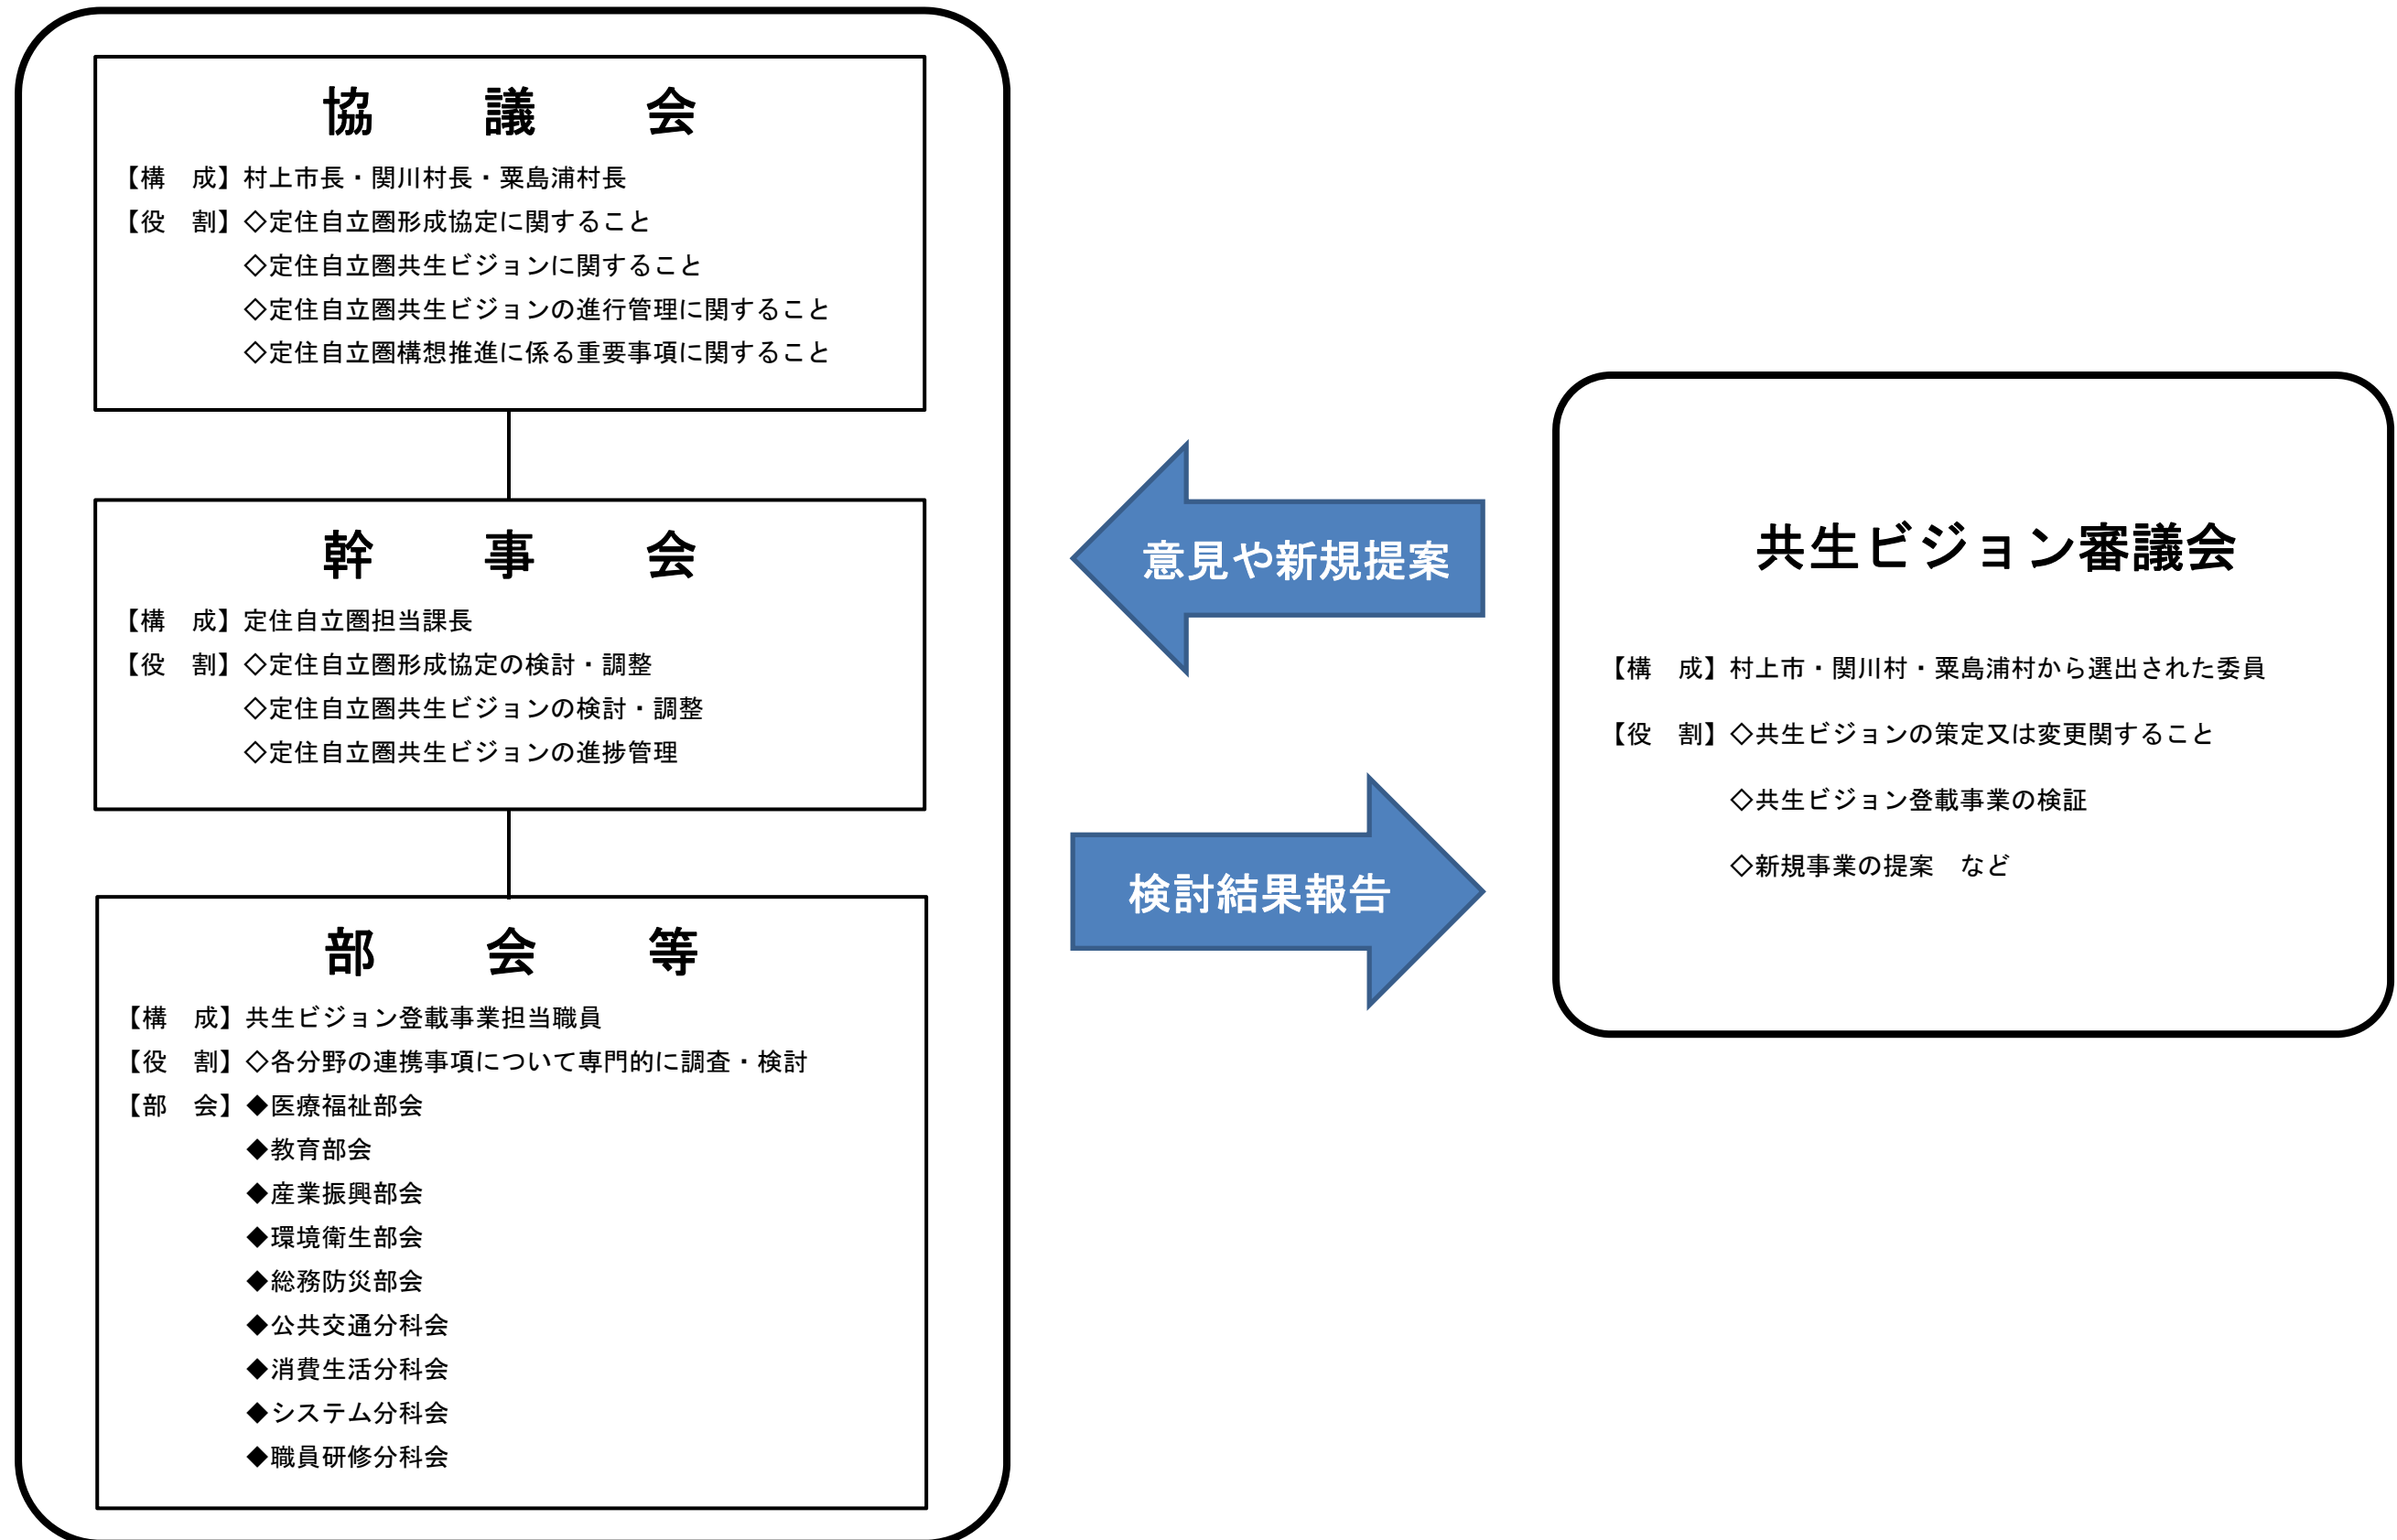 協　議　会
【構　成】村上市長・関川村長・粟島浦村長
【役　割】◇定住自立圏形成協定に関すること
◇定住自立圏共生ビジョンに関すること
◇定住自立圏共生ビジョンの進行管理に関すること
◇定住自立圏構想推進に係る重要事項に関すること
幹　事　会
【構　成】定住自立圏担当課長
【役　割】◇定住自立圏形成協定の検討・調整
◇定住自立圏共生ビジョンの検討・調整
◇定住自立圏共生ビジョンの進捗管理
部　会　等
【構　成】共生ビジョン登載事業担当職員
【役　割】◇各分野の連携事項について専門的に調査・検討
【部　会】◆医療福祉部会
◆教育部会
◆産業振興部会
◆環境衛生部会
◆総務防災部会
◆公共交通分科会
◆消費生活分科会
◆システム分科会
◆職員研修分科会
意見や新規提案
検討結果報告
共生ビジョン審議会
【構　成】村上市・関川村・粟島浦村から選出された委員
【役　割】◇共生ビジョンの策定又は変更関すること
◇共生ビジョン登載事業の検証
◇新規事業の提案　など